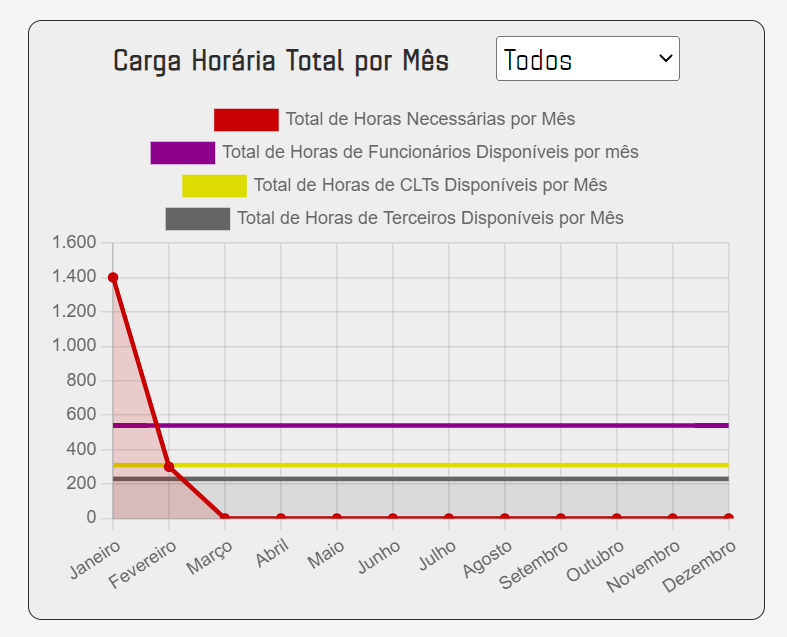 Carga Horária Total por Mês
Todos
Total de Horas Necessárias por Mês
Total de Horas de Funcionários Disponíveis por mês
Total de Horas de CLTs Disponíveis por Mês
Total de Horas de Terceiros Disponíveis por Mês
1.600
1.400
1.200
1.000
800
600
400
200
0
Janeiro
Fevereiro
Março
Abril
Maio
Junho
Julho
Agosto
Setembro
Outubro
Novembro
Dezembro